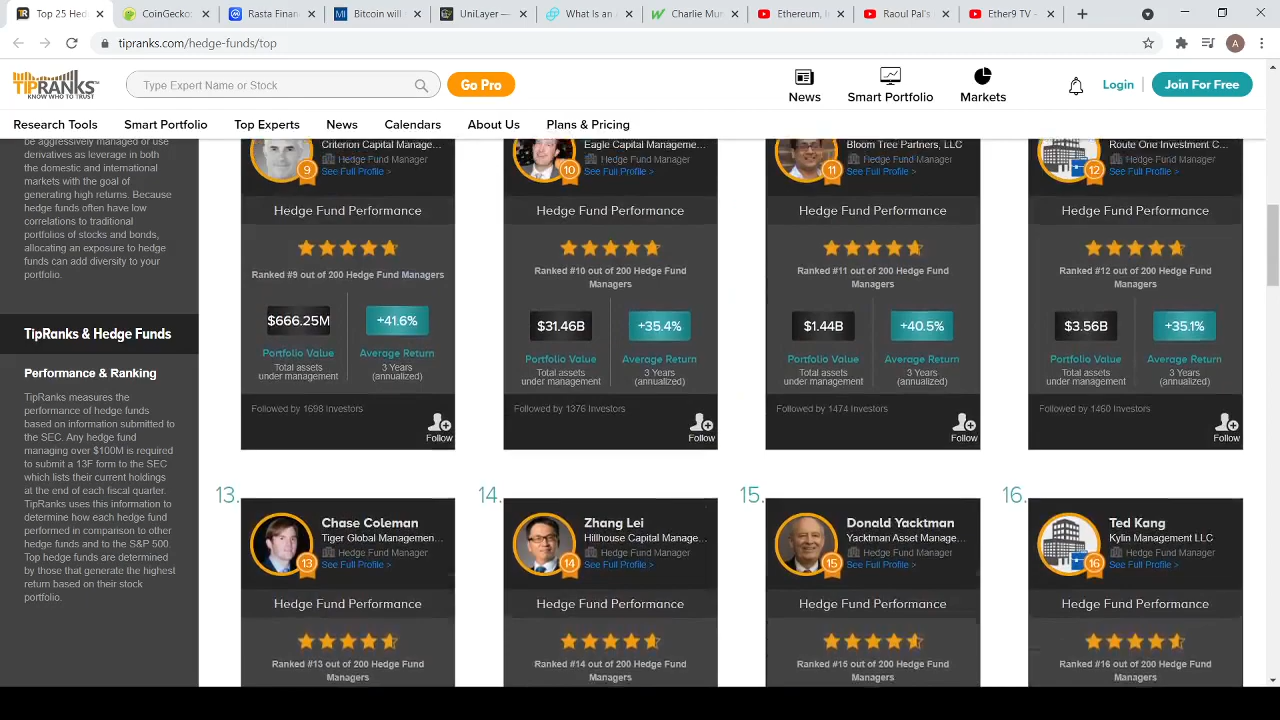 Top 25 Hed
CoinGecko
Rasta Finan
Bitcoin will
UniLayer —
What Is an
Charlie Mur
Ethereum, I
Raoul Pal's
Ether9 TV -
tipranks.com/hedge-funds/top
A
TIPRANKS
KNOW WHO TO TRUST
Type Expert Name or Stock
Go Pro
News
Smart Portfolio
Markets
Login
Join For Free
Research Tools
Smart Portfolio
Top Experts
News
Calendars
About Us
Plans & Pricing
be aggressively managed or use
derivatives as leverage in both
the domestic and international
markets with the goal of
generating high returns. Because
hedge funds often have low
correlations to traditional
portfolios of stocks and bonds,
allocating an exposure to hedge
funds can add diversity to your
portfolio.
TipRanks & Hedge Funds
Performance & Ranking
TipRanks measures the
performance of hedge funds
based on information submitted to
the SEC. Any hedge fund
managing over $100M is required
to submit a 13F form to the SEC
which lists their current holdings
at the end of each fiscal quarter.
TipRanks uses this information to
determine how each hedge fund
performed in comparison to other
hedge funds and to the S&P 500.
Top hedge funds are determined
by those that generate the highest
return based on their stock
portfolio.
9
Criterion Capital Manage...
Hedge Fund Manager
See Full Profile >
Hedge Fund Performance
Ranked #9 out of 200 Hedge Fund Managers
$666.25M
+41.6%
Portfolio Value
Average Return
Total assets
under management
3 Years
(annualized)
Followed by 1698 Investors
Follow
10
Eagle Capital Manageme...
Hedge Fund Manager
See Full Profile >
Hedge Fund Performance
Ranked #10 out of 200 Hedge Fund
Managers
$31.46B
+35.4%
Portfolio Value
Average Return
Total assets
under management
3 Years
(annualized)
Followed by 1376 Investors
Follow
11
Bloom Tree Partners, LLC
Hedge Fund Manager
See Full Profile >
Hedge Fund Performance
Ranked #11 out of 200 Hedge Fund
Managers
$1.44B
+40.5%
Portfolio Value
Average Return
Total assets
under management
3 Years
(annualized)
Followed by 1474 Investors
Follow
12
Route One Investment C...
Hedge Fund Manager
See Full Profile >
Hedge Fund Performance
Ranked #12 out of 200 Hedge Fund
Managers
$3.56B
+35.1%
Portfolio Value
Average Return
Total assets
under management
3 Years
(annualized)
Followed by 1460 Investors
Follow
13.
13
Chase Coleman
Tiger Global Managemen...
Hedge Fund Manager
See Full Profile >
Hedge Fund Performance
Ranked #13 out of 200 Hedge Fund
Managers
14.
14
Zhang Lei
Hillhouse Capital Manage...
Hedge Fund Manager
See Full Profile >
Hedge Fund Performance
Ranked #14 out of 200 Hedge Fund
Managers
15.
15
Donald Yacktman
Yacktman Asset Manage...
Hedge Fund Manager
See Full Profile >
Hedge Fund Performance
Ranked #15 out of 200 Hedge Fund
Managers
16.
16
Ted Kang
Kylin Management LLC
Hedge Fund Manager
See Full Profile >
Hedge Fund Performance
Ranked #16 out of 200 Hedge Fund
Managers